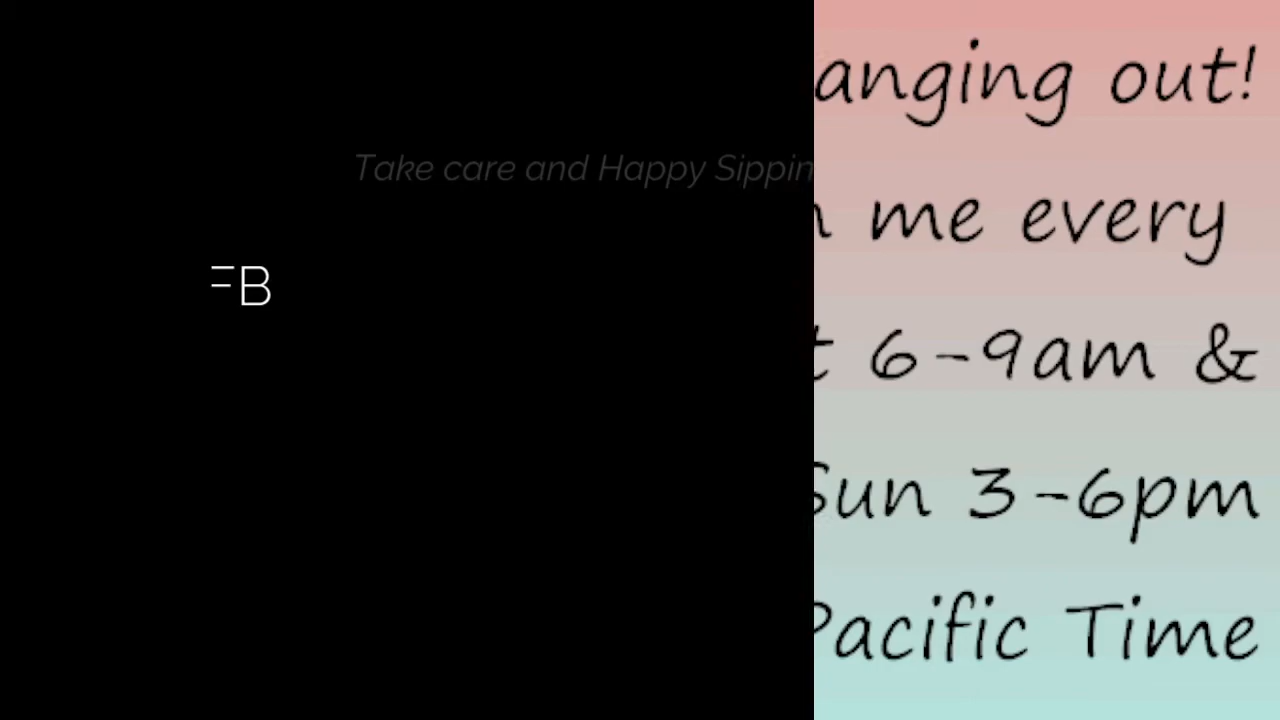 Take care and Happy Sippin
FB
anging out!
me every
6-9am &
Sun 3-6pm
Pacific Time